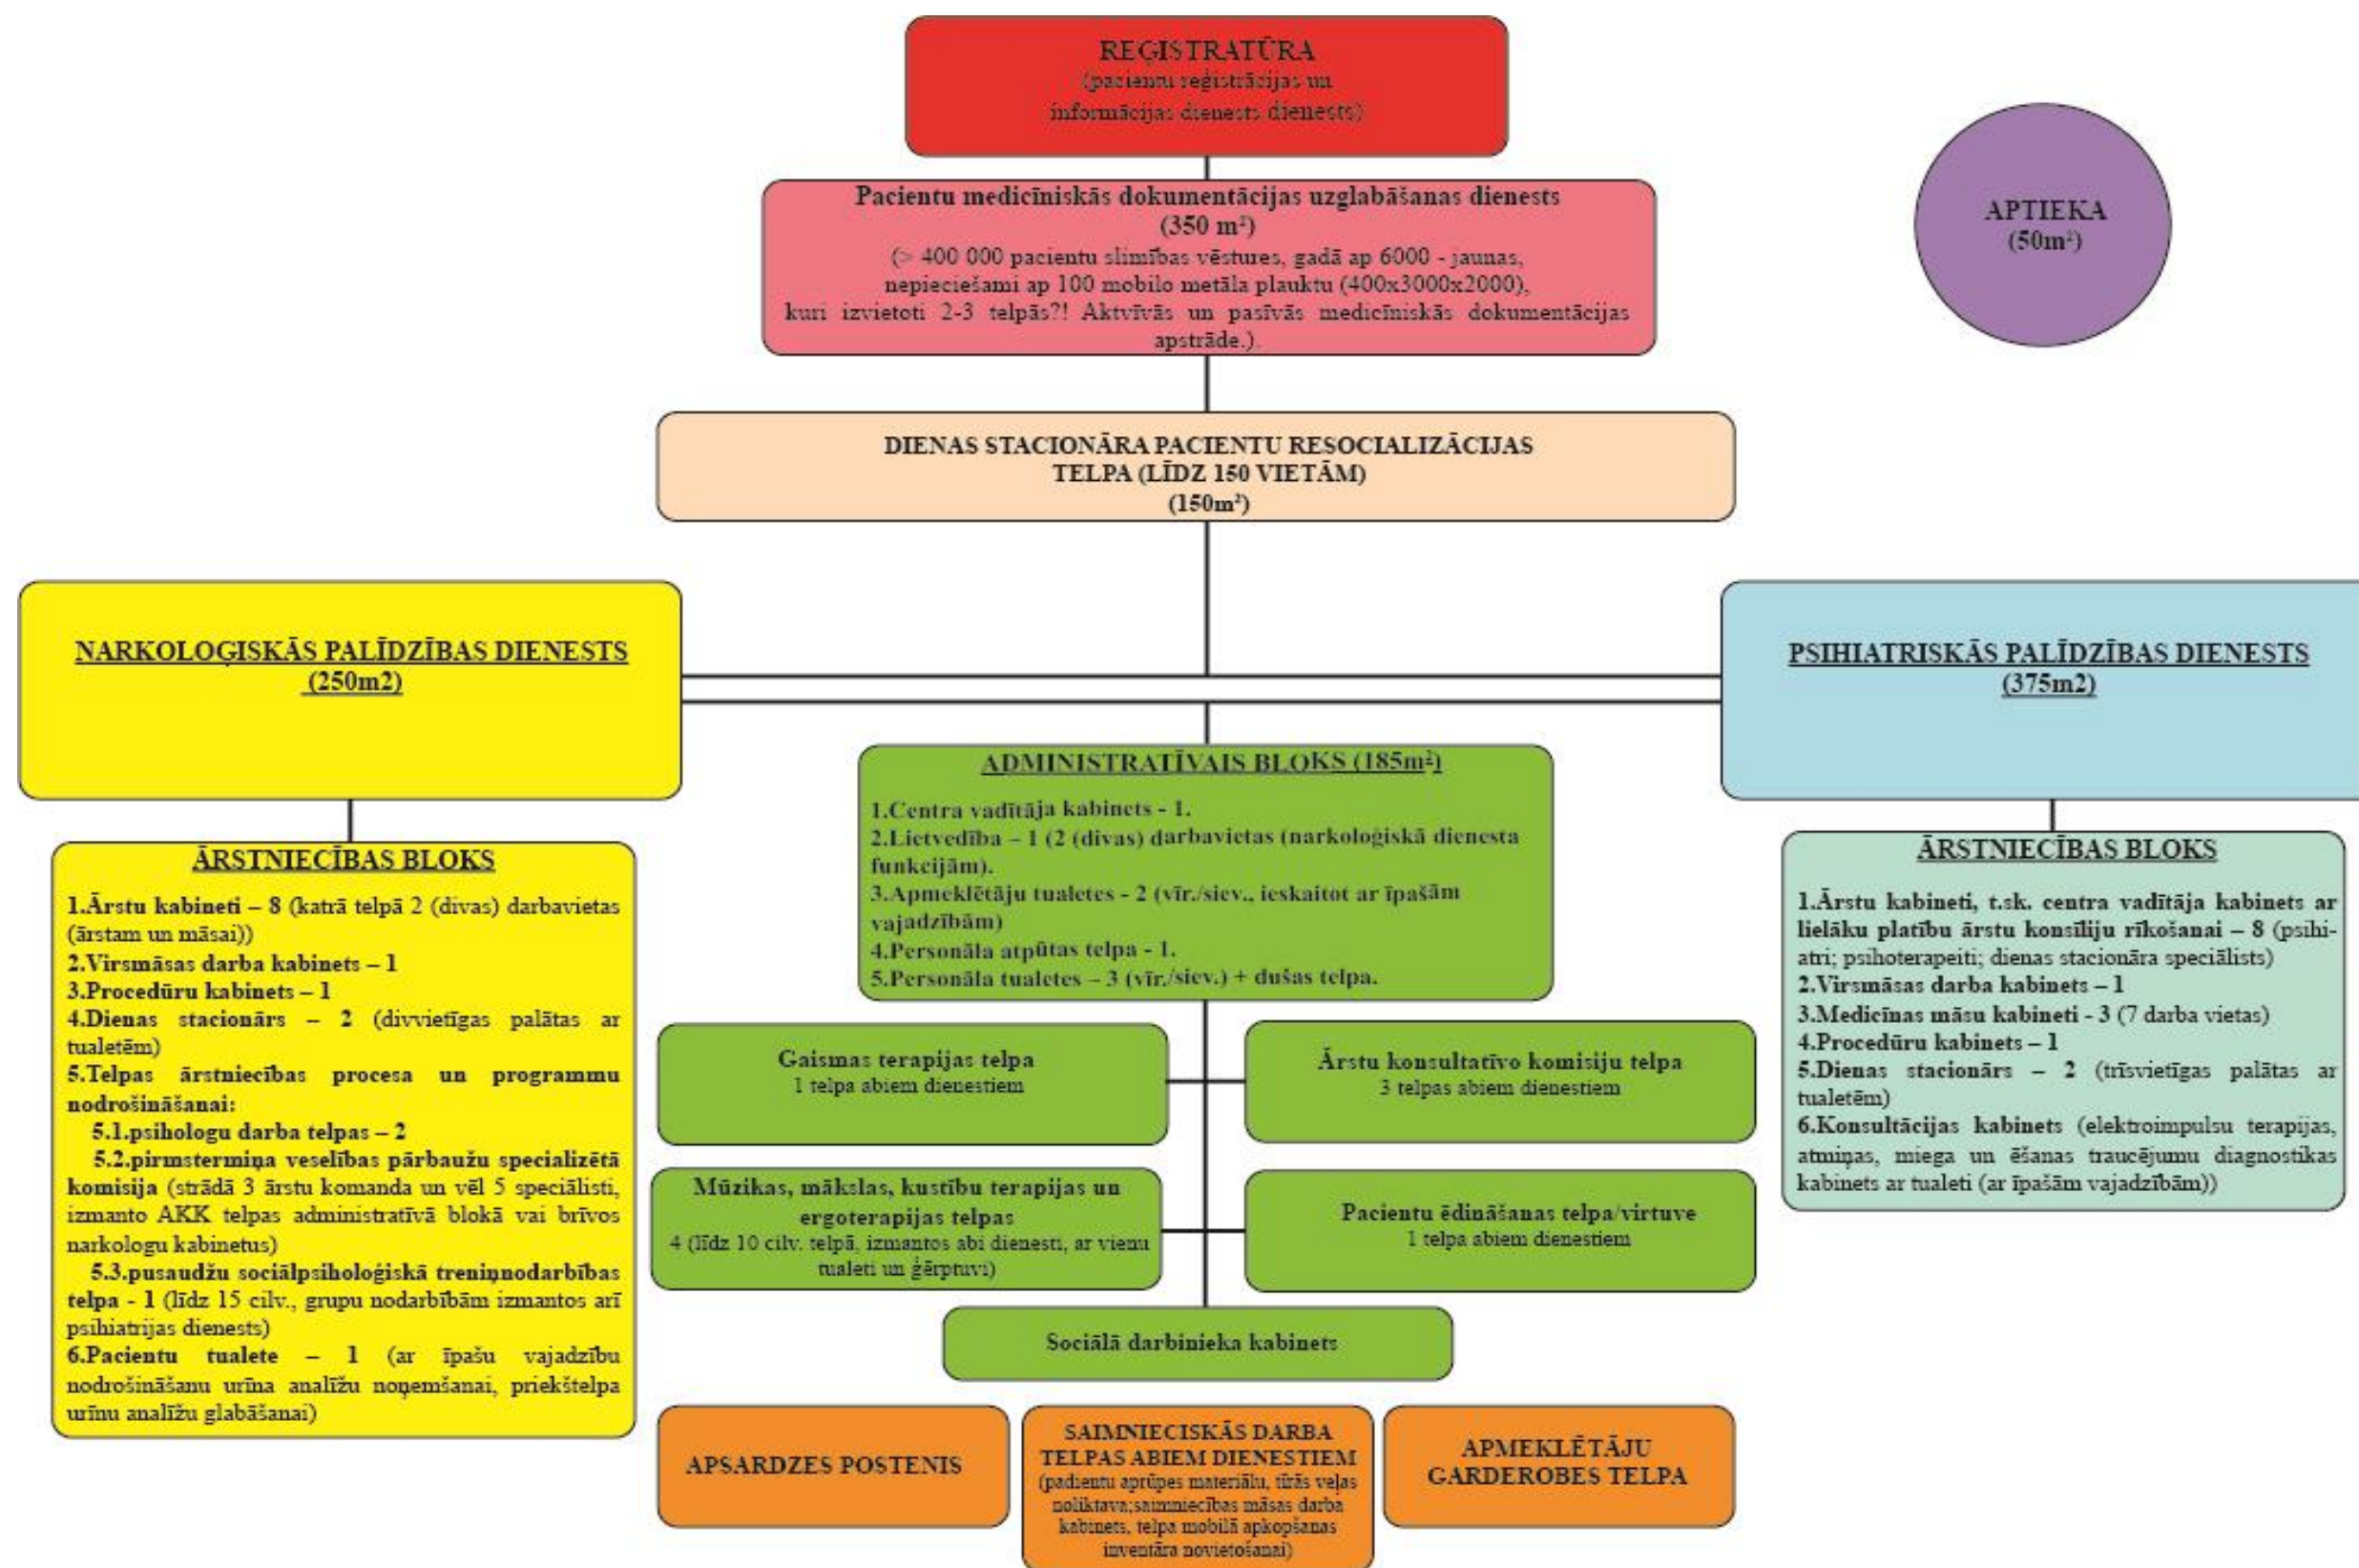 REĢISTRATŪRA
(pacientu reģistrācijas un
informācijas dienests dienests)
Pacientu medicīniskās dokumentācijas uzglabāšanas dienests
(350 m²)
(> 400 000 pacientu slimības vēstures, gadā ap 6000 - jaunas,
nepieciešami ap 100 mobilo metāla plauktu (400x3000x2000),
kuri izvietoti 2-3 telpās?! Aktvīvās un pasīvās medicīniskās dokumentācijas
apstrāde.).
APTIEKA
(50m²)
DIENAS STACIONĀRA PACIENTU RESOCIALIZĀCIJAS
TELPA (LĪDZ 150 VIETĀM)
(150m²)
NARKOLOĢISKĀS PALĪDZĪBAS DIENESTS
(250m2)
PSIHIATRISKĀS PALĪDZĪBAS DIENESTS
(375m2)
ADMINISTRATĪVAIS BLOKS (185m²)
1.Centra vadītāja kabinets - 1.
2.Lietvedība – 1 (2 (divas) darbavietas (narkoloģiskā dienesta
funkcijām).
3.Apmeklētāju tualetes - 2 (vīr./siev., ieskaitot ar īpašām
vajadzībām)
4.Personāla atpūtas telpa - 1.
5.Personāla tualetes – 3 (vīr./siev.) + dušas telpa.
ĀRSTNIECĪBAS BLOKS
1.Ārstu kabineti – 8 (katrā telpā 2 (divas) darbavietas
(ārstam un māsai))
2.Virsmāsas darba kabinets – 1
3.Procedūru kabinets – 1
4.Dienas stacionārs – 2 (divvietīgas palātas ar
tualetēm)
5.Telpas ārstniecības procesa un programmu
nodrošināšanai:
5.1.psihologu darba telpas – 2
5.2.pirmstermiņa veselības pārbaužu specializētā
komisija (strādā 3 ārstu komanda un vēl 5 speciālisti,
izmanto AKK telpas administratīvā blokā vai brīvos
narkologu kabinetus)
5.3.pusaudžu sociālpsiholoģiskā treniņnodarbības
telpa - 1 (līdz 15 cilv., grupu nodarbībām izmantos arī
psihiatrijas dienests)
6.Pacientu tualete – 1 (ar īpašu vajadzību
nodrošināšanu urīna analīžu noņemšanai, priekštelpa
urīnu analīžu glabāšanai)
ĀRSTNIECĪBAS BLOKS
1.Ārstu kabineti, t.sk. centra vadītāja kabinets ar
lielāku platību ārstu konsīliju rīkošanai – 8 (psihi-
atri; psihoterapeiti; dienas stacionāra speciālists)
2.Virsmāsas darba kabinets – 1
3.Medicīnas māsu kabineti - 3 (7 darba vietas)
4.Procedūru kabinets – 1
5.Dienas stacionārs – 2 (trīsvietīgas palātas ar
tualetēm)
6.Konsultācijas kabinets (elektroimpulsu terapijas,
atmiņas, miega un ēšanas traucējumu diagnostikas
kabinets ar tualeti (ar īpašām vajadzībām))
Gaismas terapijas telpa
1 telpa abiem dienestiem
Ārstu konsultatīvo komisiju telpa
3 telpas abiem dienestiem
Mūzikas, mākslas, kustību terapijas un
ergoterapijas telpas
4 (līdz 10 cilv. telpā, izmantos abi dienesti, ar vienu
tualeti un ģērptuvi)
Pacientu ēdināšanas telpa/virtuve
1 telpa abiem dienestiem
Sociālā darbinieka kabinets
APSARDZES POSTENIS
SAIMNIECISKĀS DARBA
TELPAS ABIEM DIENESTIEM
(padientu aprūpes materiālu, tīrās veļas
noliktava;saimniecības māsas darba
kabinets, telpa mobilā apkopšanas
inventāra novietošanai)
APMEKLĒTĀJU
GARDEROBES TELPA